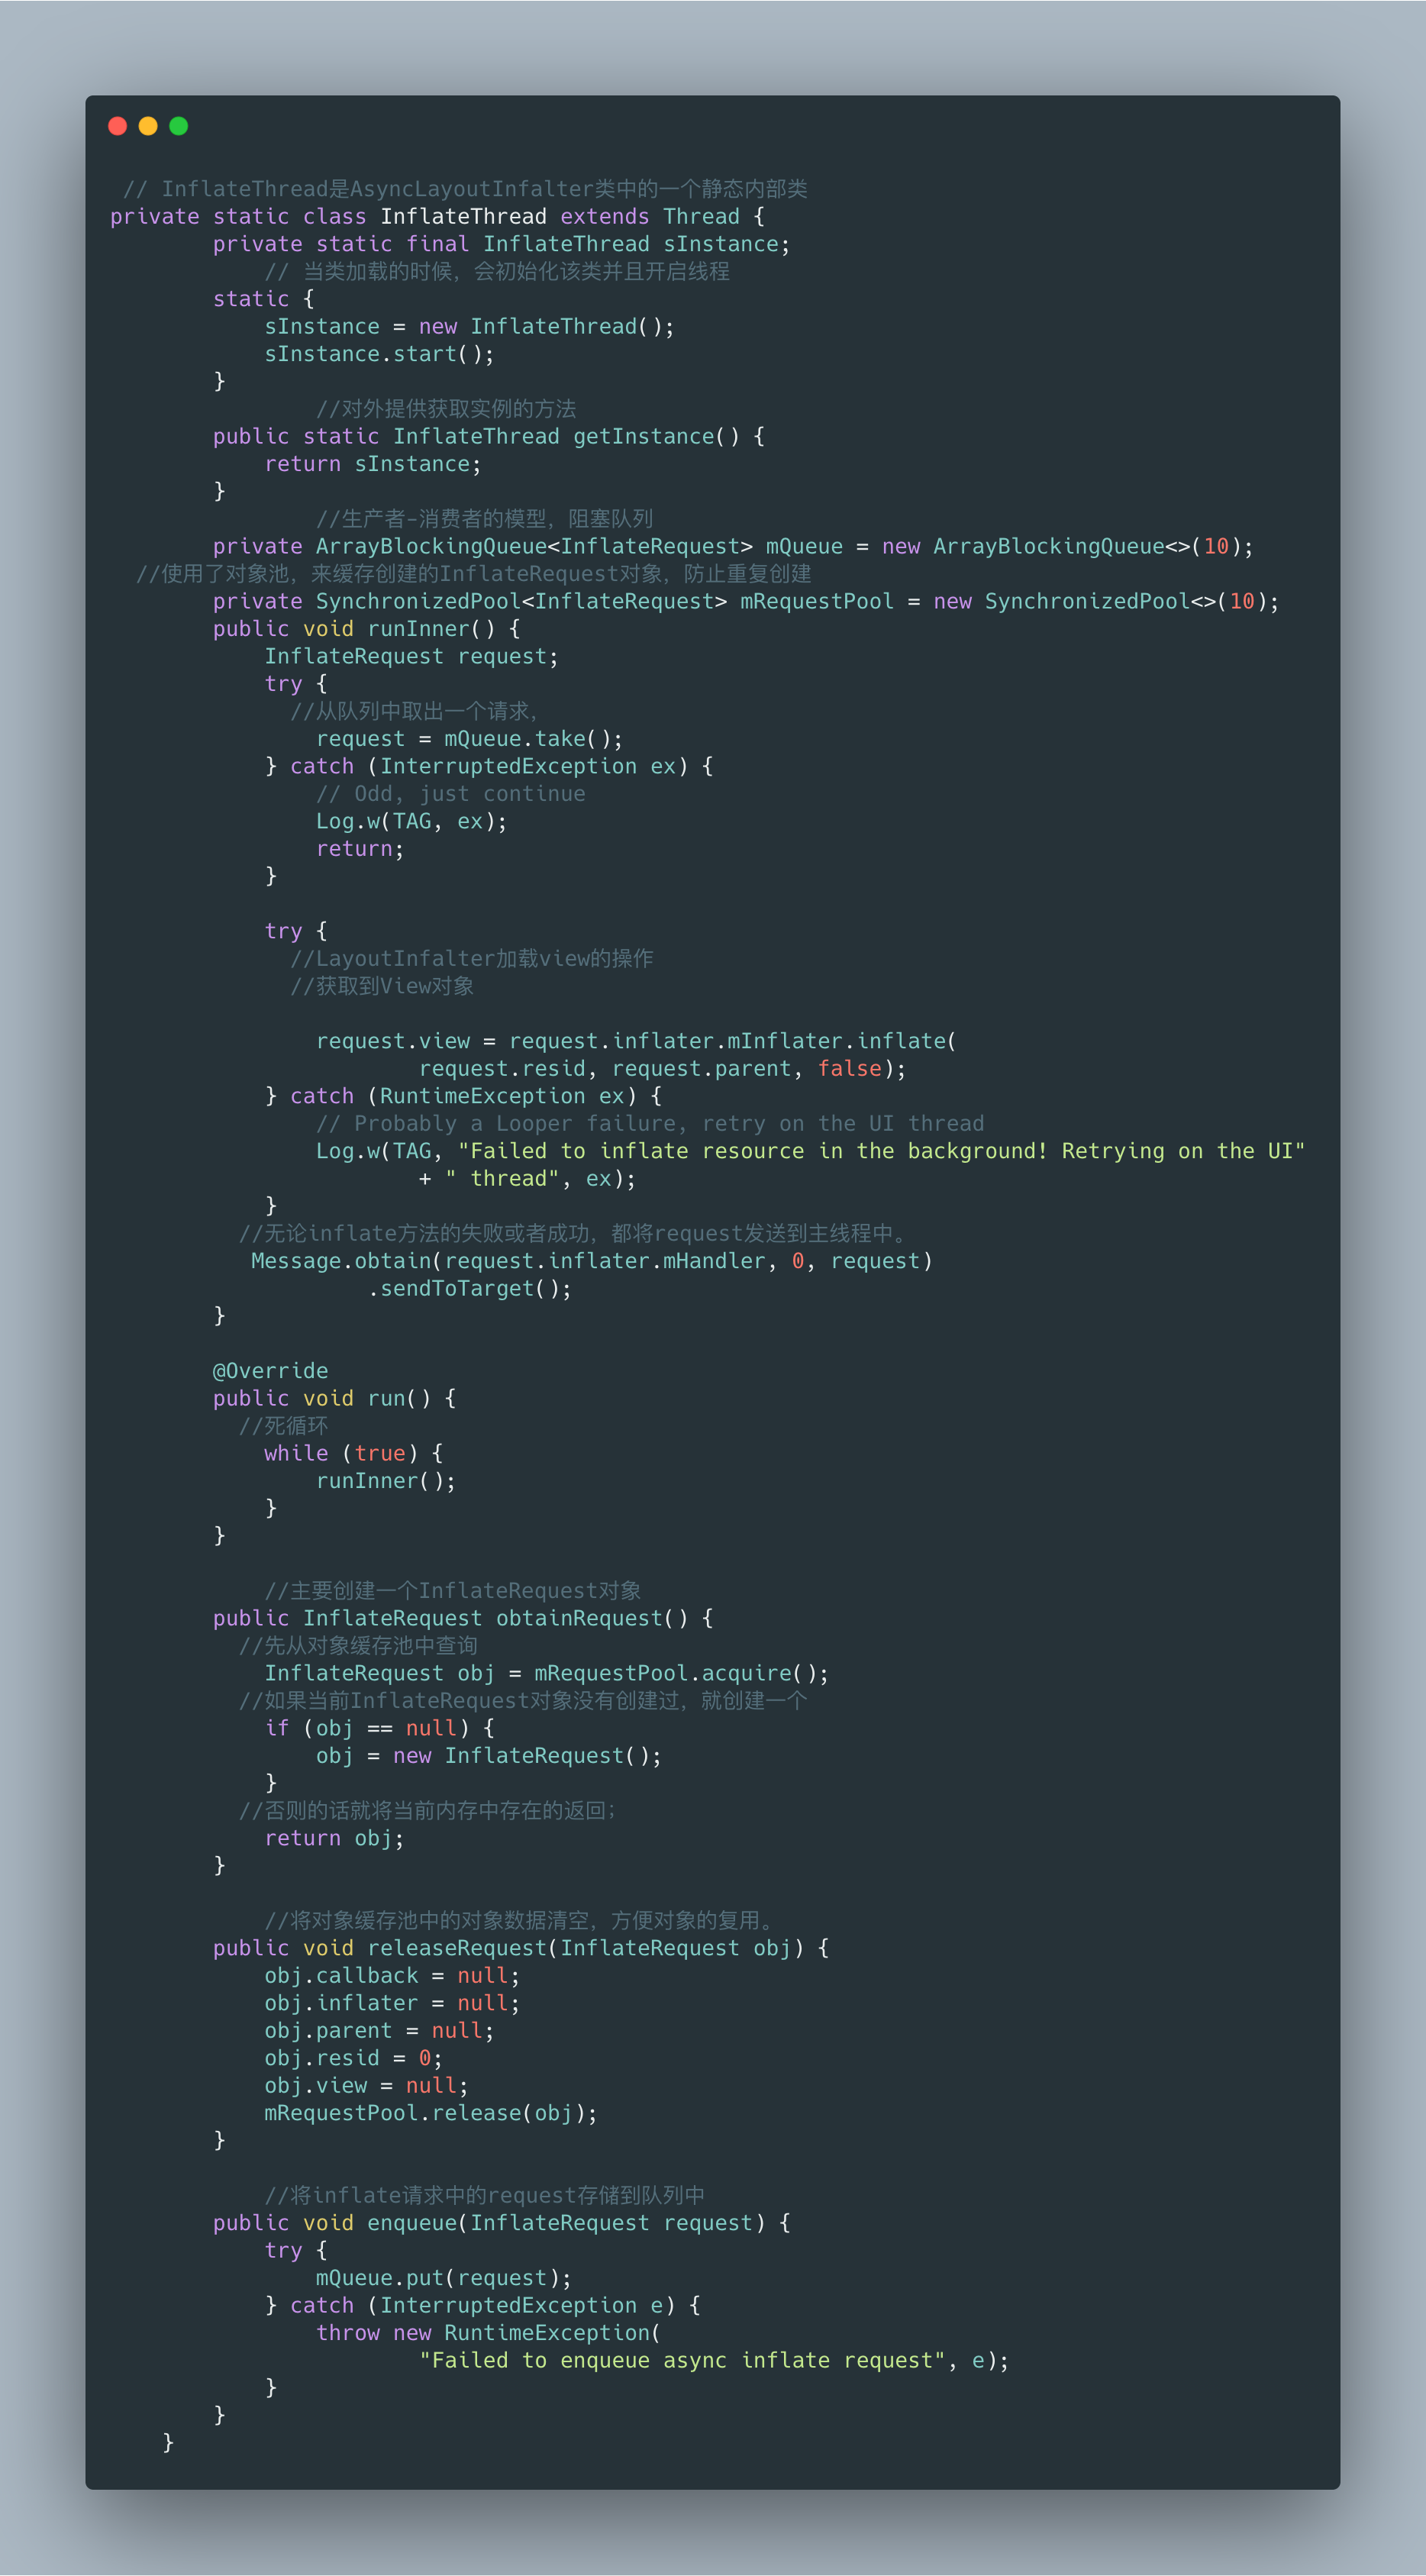 // InflateThread是AsyncLayoutInfalter类中的一个静态内部类
private static class InflateThread extends Thread {
private static final InflateThread sInstance;
// 当类加载的时候，会初始化该类并且开启线程
static {
sInstance = new InflateThread();
sInstance.start();
}
//对外提供获取实例的方法
public static InflateThread getInstance() {
return sInstance;
}
//生产者-消费者的模型，阻塞队列
private ArrayBlockingQueue<InflateRequest> mQueue = new ArrayBlockingQueue<>(10);
//使用了对象池，来缓存创建的InflateRequest对象，防止重复创建
private SynchronizedPool<InflateRequest> mRequestPool = new SynchronizedPool<>(10);
public void runInner() {
InflateRequest request;
try {
//从队列中取出一个请求，
request = mQueue.take();
} catch (InterruptedException ex) {
// Odd, just continue
Log.w(TAG, ex);
return;
}
try {
//LayoutInfalter加载view的操作
//获取到View对象
request.view = request.inflater.mInflater.inflate(
request.resid, request.parent, false);
} catch (RuntimeException ex) {
// Probably a Looper failure, retry on the UI thread
Log.w(TAG, "Failed to inflate resource in the background! Retrying on the UI"
+ " thread", ex);
}
//无论inflate方法的失败或者成功，都将request发送到主线程中。
Message.obtain(request.inflater.mHandler, 0, request)
.sendToTarget();
}
@Override
public void run() {
//死循环
while (true) {
runInner();
}
}
//主要创建一个InflateRequest对象
public InflateRequest obtainRequest() {
//先从对象缓存池中查询
InflateRequest obj = mRequestPool.acquire();
//如果当前InflateRequest对象没有创建过，就创建一个
if (obj == null) {
obj = new InflateRequest();
}
//否则的话就将当前内存中存在的返回；
return obj;
}
//将对象缓存池中的对象数据清空，方便对象的复用。
public void releaseRequest(InflateRequest obj) {
obj.callback = null;
obj.inflater = null;
obj.parent = null;
obj.resid = 0;
obj.view = null;
mRequestPool.release(obj);
}
//将inflate请求中的request存储到队列中
public void enqueue(InflateRequest request) {
try {
mQueue.put(request);
} catch (InterruptedException e) {
throw new RuntimeException(
"Failed to enqueue async inflate request", e);
}
}
}